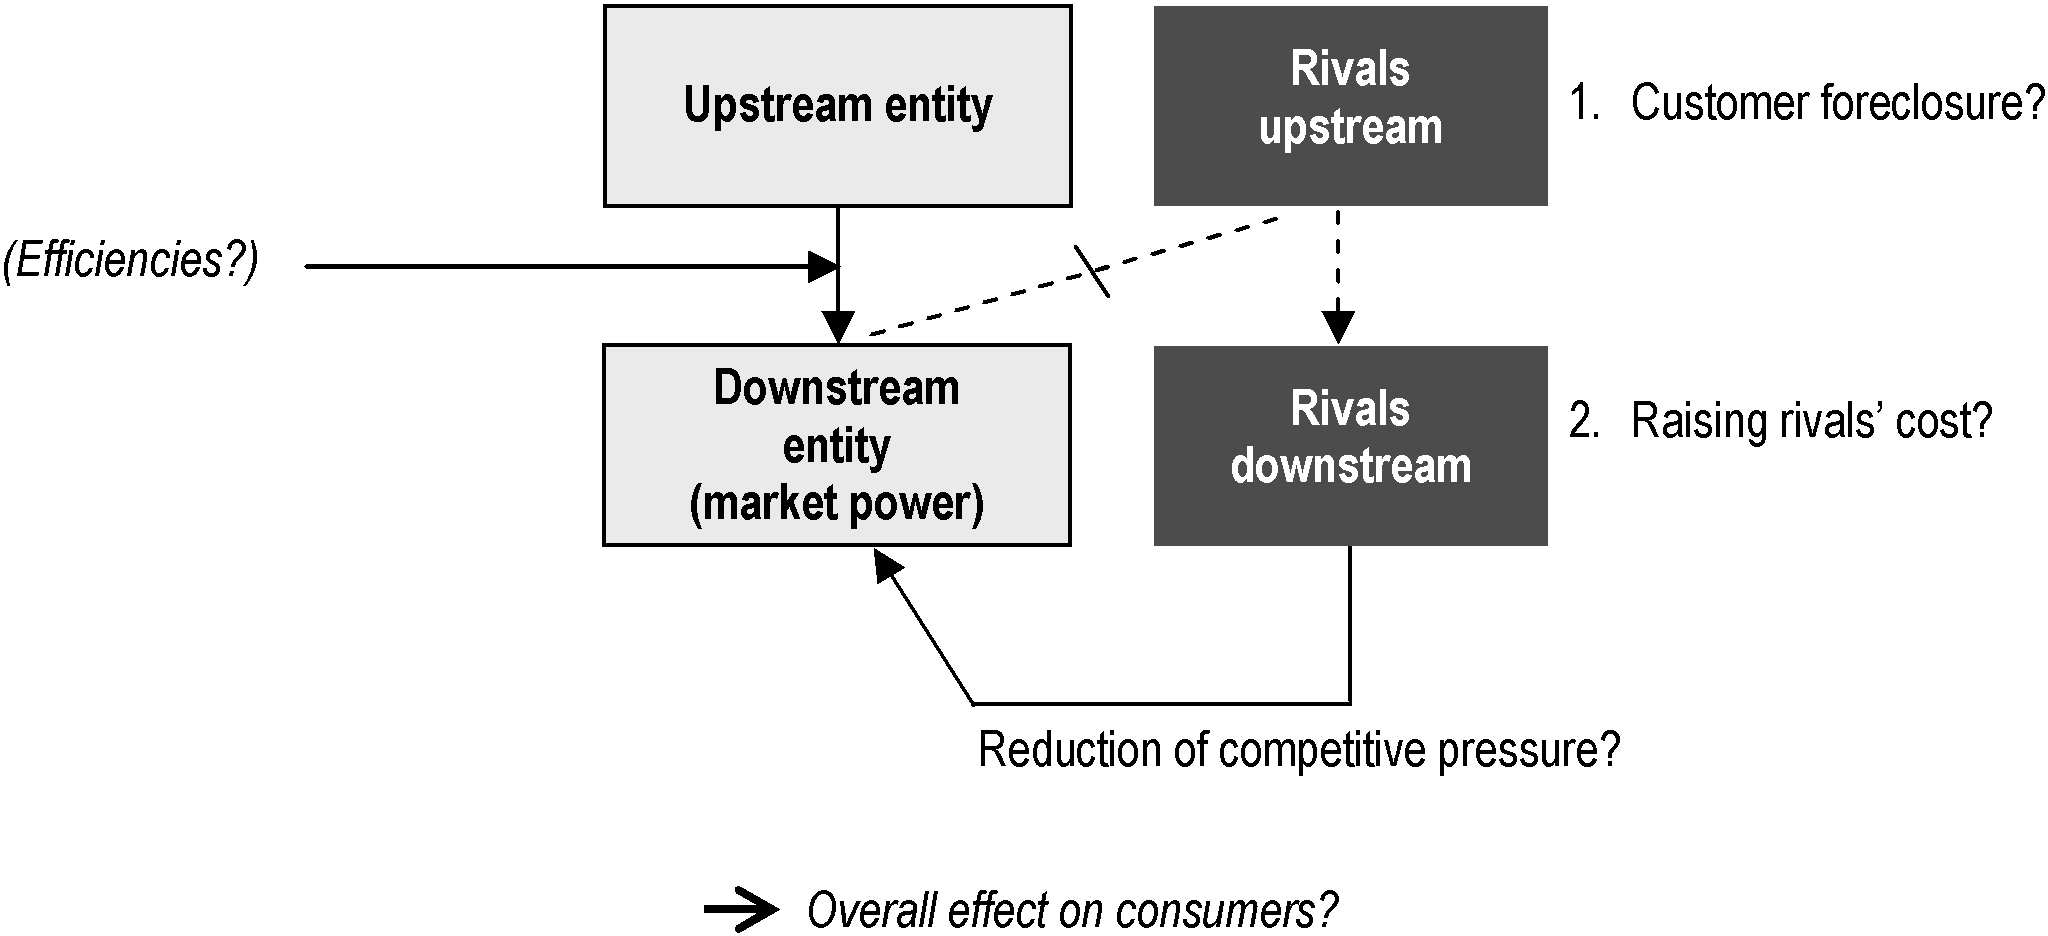 Upstream entity
Rivals
upstream
1. Customer foreclosure?
(Efficiencies?)
Downstream
entity
(market power)
Rivals
downstream
2. Raising rivals’ cost?
Reduction of competitive pressure?
Overall effect on consumers?